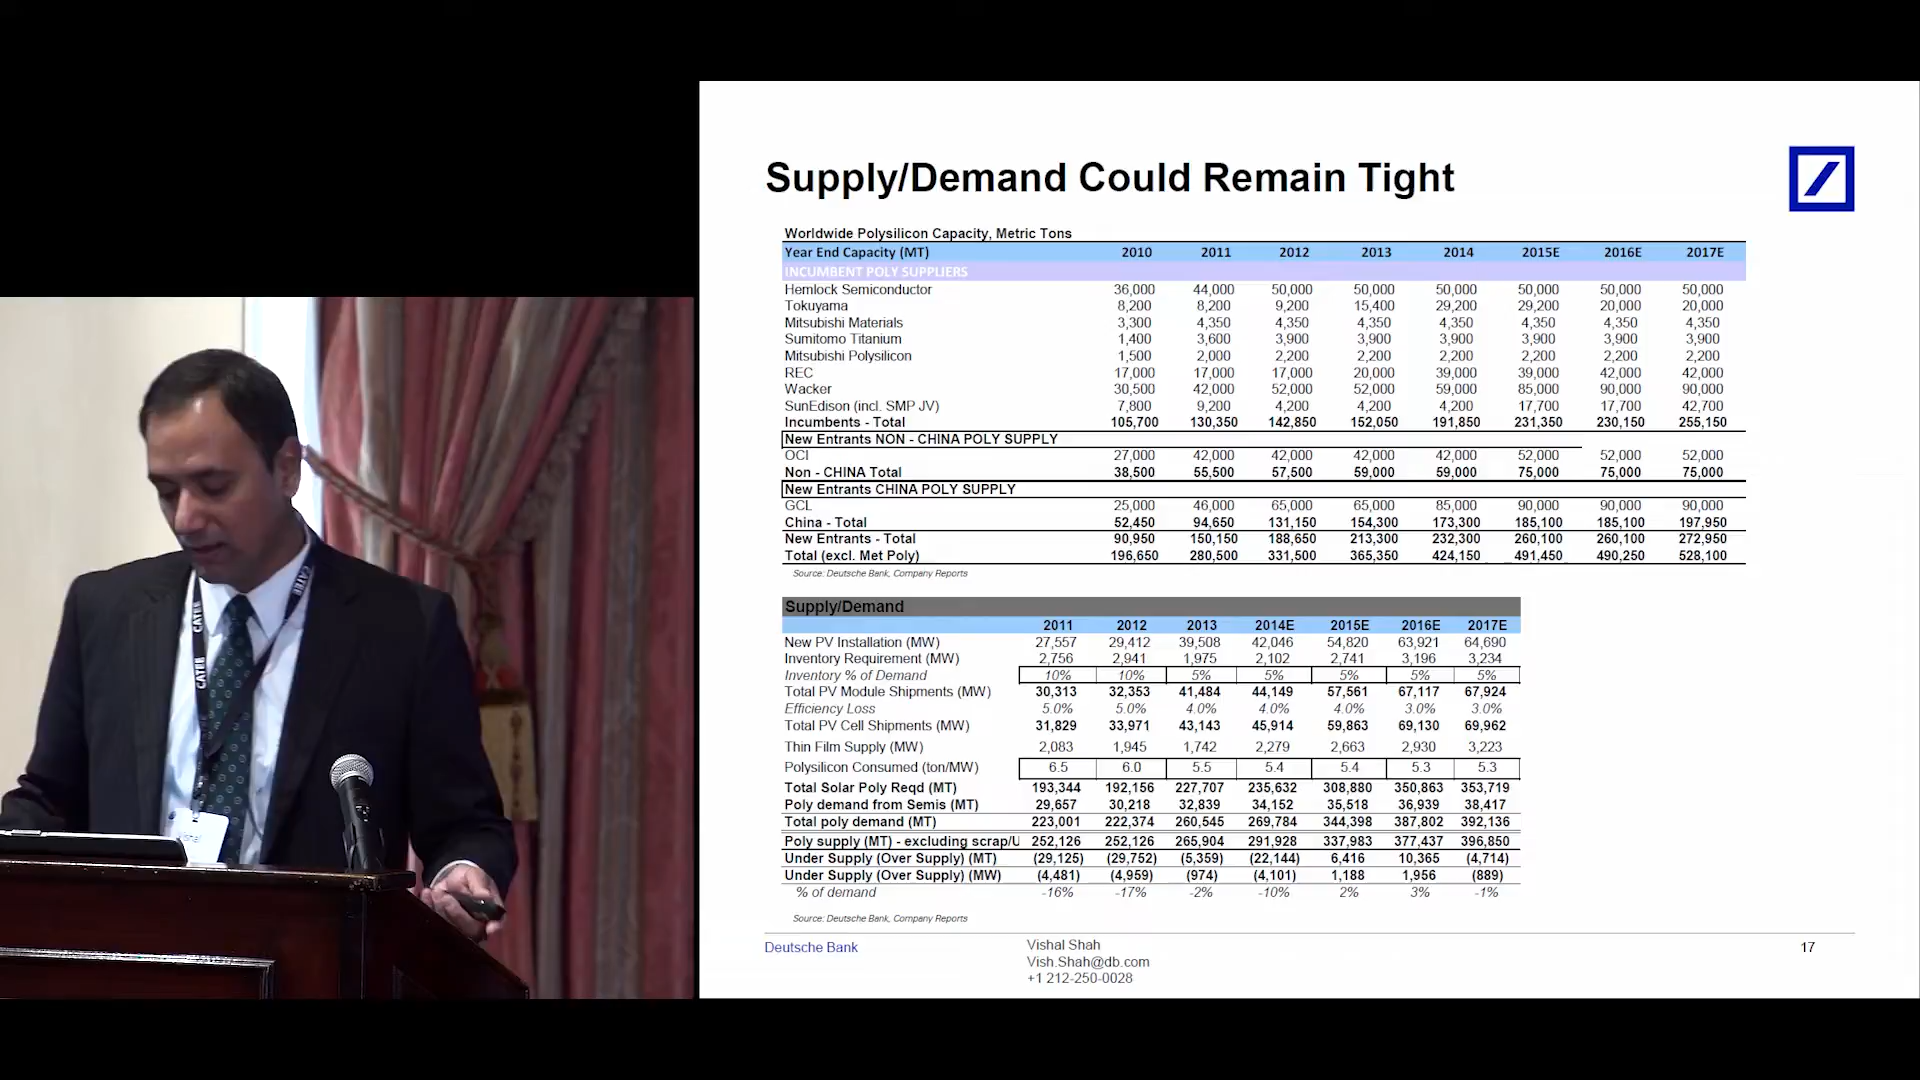 Supply/Demand Could Remain Tight
Worldwide Polysilicon Capacity, Metric Tons
Year End Capacity (MT) 2010 2011 2012 2013 2014 2015E 2016E 2017E
INCUMBENT POLY SUPPLIERS
Hemlock Semiconductor 36,000 44,000 50,000 50,000 50,000 50,000 50,000 50,000
Tokuyama 8,200 8,200 9,200 15,400 29,200 29,200 20,000 20,000
Mitsubishi Materials 3,300 4,350 4,350 4,350 4,350 4,350 4,350 4,350
Sumitomo Titanium 1,400 3,600 3,900 3,900 3,900 3,900 3,900 3,900
Mitsubishi Polysilicon 1,500 2,000 2,200 2,200 2,200 2,200 2,200 2,200
REC 17,000 17,000 17,000 20,000 39,000 39,000 42,000 42,000
Wacker 30,500 42,000 52,000 52,000 59,000 85,000 90,000 90,000
SunEdison (incl. SMP JV) 7,800 9,200 4,200 4,200 4,200 17,700 17,700 42,700
Incumbents - Total 105,700 130,350 142,850 152,050 191,850 231,350 230,150 255,150
New Entrants NON - CHINA POLY SUPPLY
OCI 27,000 42,000 42,000 42,000 42,000 52,000 52,000 52,000
Non - CHINA Total 38,500 55,500 57,500 59,000 59,000 75,000 75,000 75,000
New Entrants CHINA POLY SUPPLY
GCL 25,000 46,000 65,000 65,000 85,000 90,000 90,000 90,000
China - Total 52,450 94,650 131,150 154,300 173,300 185,100 185,100 197,950
New Entrants - Total 90,950 150,150 188,650 213,300 232,300 260,100 260,100 272,950
Total (excl. Met Poly) 196,650 280,500 331,500 365,350 424,150 491,450 490,250 528,100
Source: Deutsche Bank, Company Reports
Supply/Demand
2011 2012 2013 2014E 2015E 2016E 2017E
New PV Installation (MW) 27,557 29,412 39,508 42,046 54,820 63,921 64,690
Inventory Requirement (MW) 2,756 2,941 1,975 2,102 2,741 3,196 3,234
Inventory % of Demand 10% 10% 5% 5% 5% 5% 5%
Total PV Module Shipments (MW) 30,313 32,353 41,484 44,149 57,561 67,117 67,924
Efficiency Loss 5.0% 5.0% 4.0% 4.0% 4.0% 3.0% 3.0%
Total PV Cell Shipments (MW) 31,829 33,971 43,143 45,914 59,863 69,130 69,962
Thin Film Supply (MW) 2,083 1,945 1,742 2,279 2,663 2,930 3,223
Polysilicon Consumed (ton/MW) 6.5 6.0 5.5 5.4 5.4 5.3 5.3
Total Solar Poly Reqd (MT) 193,344 192,156 227,707 235,632 308,880 350,863 353,719
Poly demand from Semis (MT) 29,657 30,218 32,839 34,152 35,518 36,939 38,417
Total poly demand (MT) 223,001 222,374 260,545 269,784 344,398 387,802 392,136
Poly supply (MT) - excluding scrap/U 252,126 252,126 265,904 291,928 337,983 377,437 396,850
Under Supply (Over Supply) (MT) (29,125) (29,752) (5,359) (22,144) 6,416 10,365 (4,714)
Under Supply (Over Supply) (MW) (4,481) (4,959) (974) (4,101) 1,188 1,956 (889)
% of demand -16% -17% -2% -10% 2% 3% -1%
Source: Deutsche Bank, Company Reports
Deutsche Bank
Vishal Shah
Vish.Shah@db.com
+1 212-250-0028
17
CATEE
CATEE
CATEE